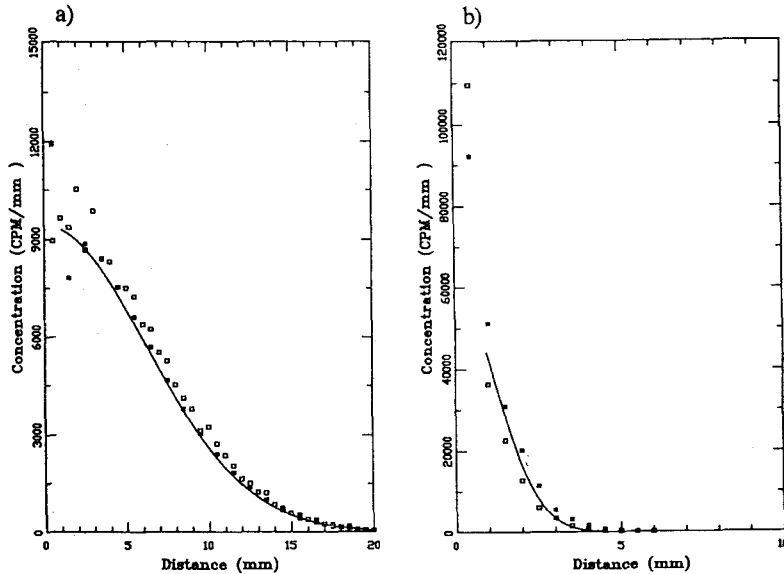 a)
15000
12000
9000
6000
3000
0
Concentration (CPM/mm )
0 5 10 15 20
Distance (mm)
b)
120000
100000
80000
60000
40000
20000
0
Concentration (CPM/mm )
0 5 10
Distance (mm)